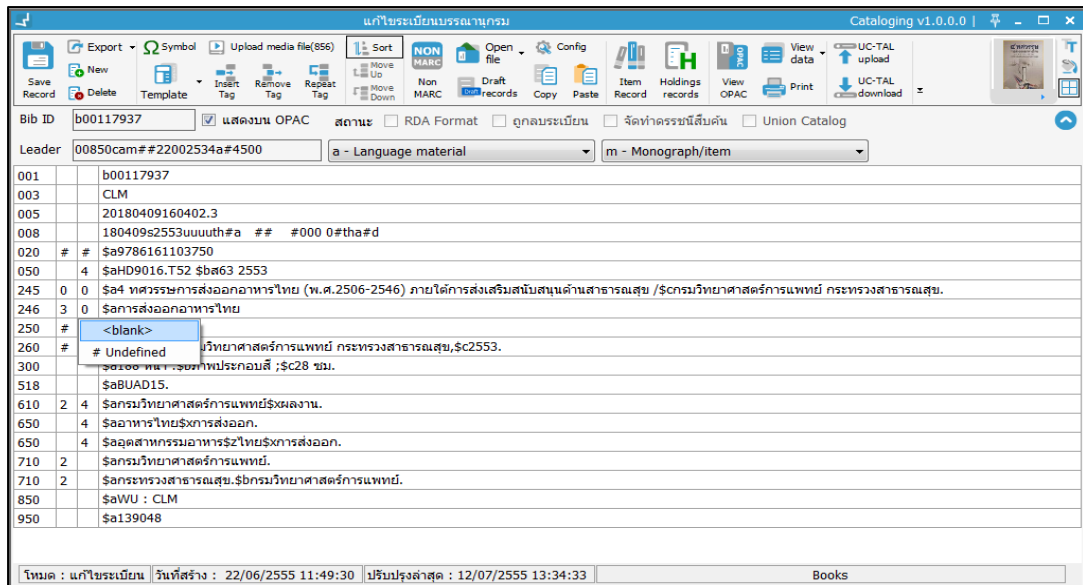 แก้ไขระเบียนบรรณานุกรม Cataloging v1.0.0.0 |
Export Symbol Upload media file(856) Sort NON MARC Open file Config View data UC-TAL upload
New Move Up
Save Record Delete Template Insert Tag Remove Tag Repeat Tag Move Down Non MARC Draft records Copy Paste Item Record Holdings records View OPAC Print UC-TAL download
Bib ID b00117937 แสดงบน OPAC สถานะ RDA Format ถูกลบระเบียน จัดทำดรรชนีสืบค้น Union Catalog
Leader 00850cam##22002534a#4500 a - Language material m - Monograph/item
001 b00117937
003 CLM
005 20180409160402.3
008 180409s2553uuuuth#a ## #000 0#tha#d
020 # # $a9786161103750
050 4 $aHD9016.T52 $bส63 2553
245 0 0 $a4 ทศวรรษการส่งออกอาหารไทย (พ.ศ.2506-2546) ภายใต้การส่งเสริมสนับสนุนด้านสาธารณสุข /$cกรมวิทยาศาสตร์การแพทย์ กระทรวงสาธารณสุข.
246 3 0 $aการส่งออกอาหารไทย
250 #
<blank>
260 # วิทยาศาสตร์การแพทย์ กระทรวงสาธารณสุข,$c2553.
# Undefined
300 $a188 หน้า :$bภาพประกอบสี ;$c28 ซม.
518 $aBUAD15.
610 2 4 $aกรมวิทยาศาสตร์การแพทย์$xผลงาน.
650 4 $aอาหารไทย$xการส่งออก.
650 4 $aอุตสาหกรรมอาหาร$zไทย$xการส่งออก.
710 2 $aกรมวิทยาศาสตร์การแพทย์.
710 2 $aกระทรวงสาธารณสุข.$bกรมวิทยาศาสตร์การแพทย์.
850 $aWU : CLM
950 $a139048
โหมด : แก้ไขระเบียน วันที่สร้าง : 22/06/2555 11:49:30 ปรับปรุงล่าสุด : 12/07/2555 13:34:33 Books